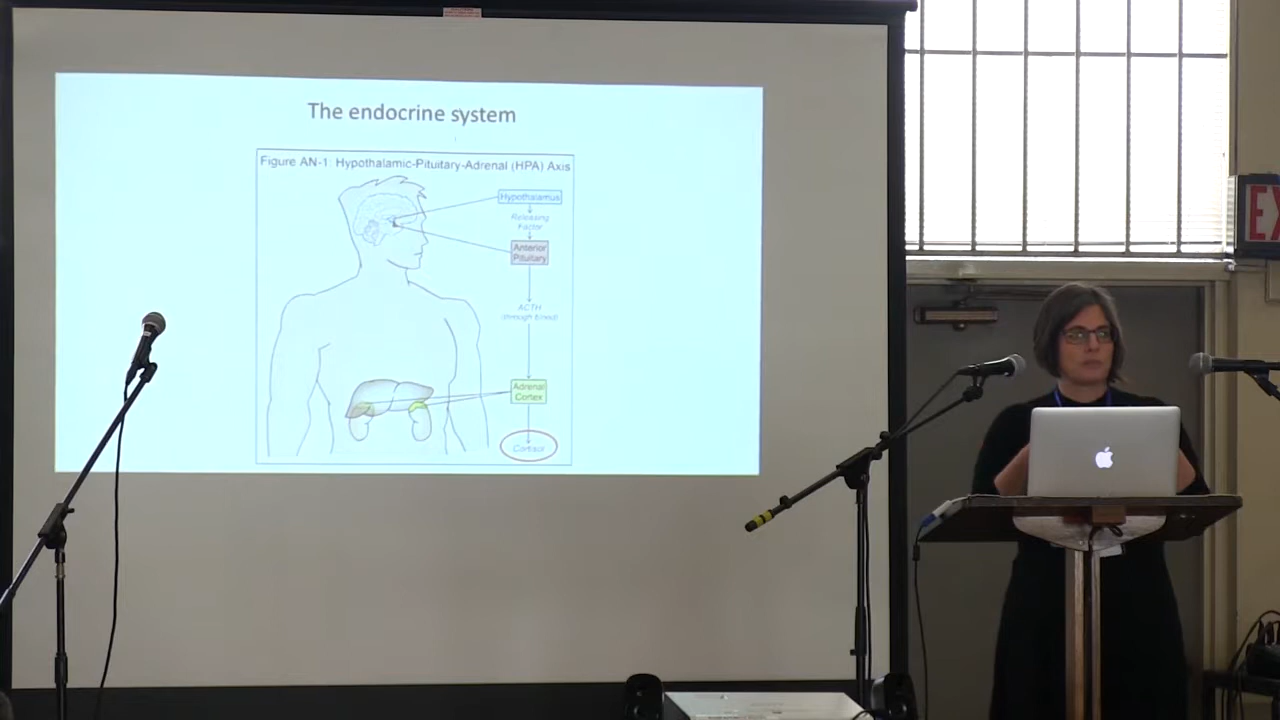 The endocrine system
Figure AN-1: Hypothalamic-Pituitary-Adrenal (HPA) Axis
Hypothalamus
Releasing
Factor
Anterior
Pituitary
ACTH
(through blood)
Adrenal
Cortex
Cortisol